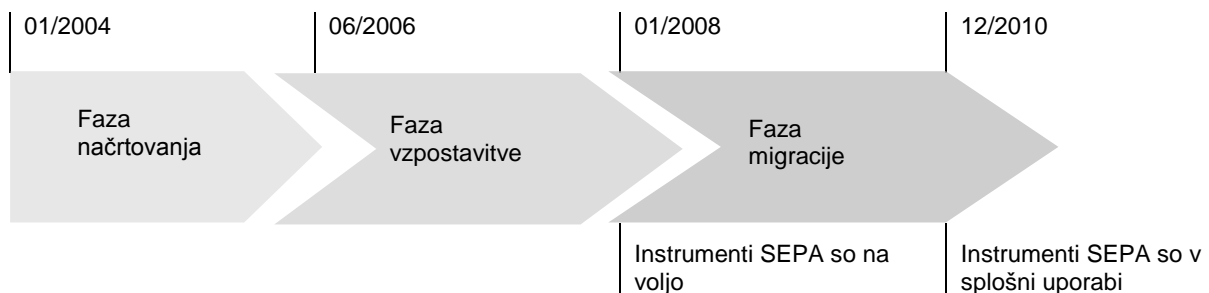 01/2004
06/2006
01/2008
12/2010
Faza
načrtovanja
Faza
vzpostavitve
Faza
migracije
Instrumenti SEPA so na
voljo
Instrumenti SEPA so v
splošni uporabi